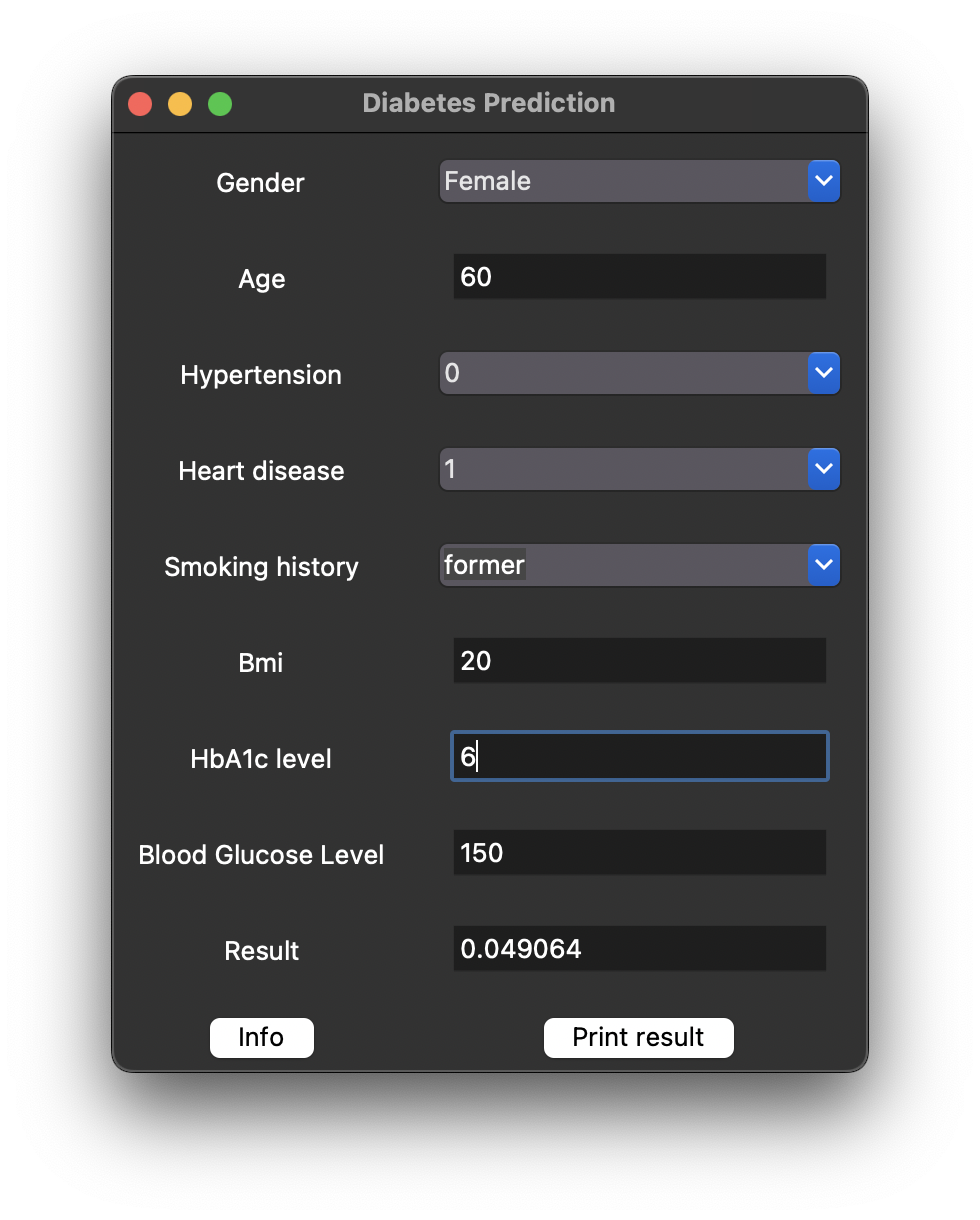 Diabetes Prediction
Gender Female
Age 60
Hypertension 0
Heart disease 1
Smoking history former
Bmi 20
HbA1c level 6
Blood Glucose Level 150
Result 0.049064
Info Print result